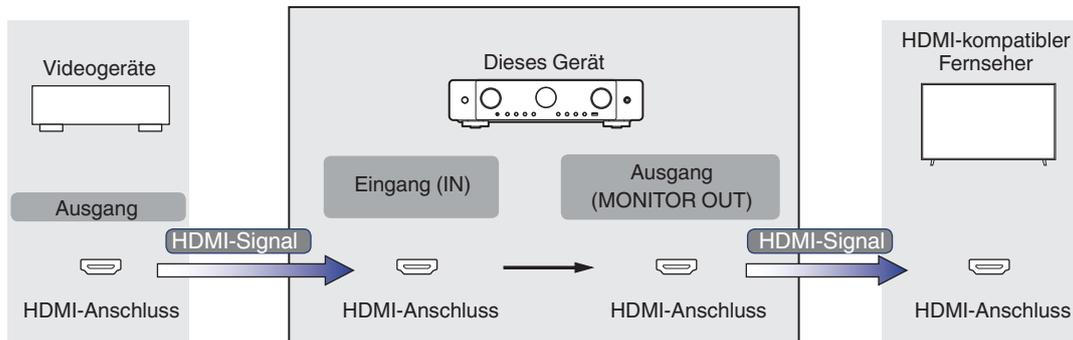 Videogeräte
Dieses Gerät
HDMI-kompatibler
Fernseher
Eingang (IN)
Ausgang
(MONITOR OUT)
Ausgang
HDMI-Signal
HDMI-Signal
HDMI-Anschluss
HDMI-Anschluss
HDMI-Anschluss
HDMI-Anschluss